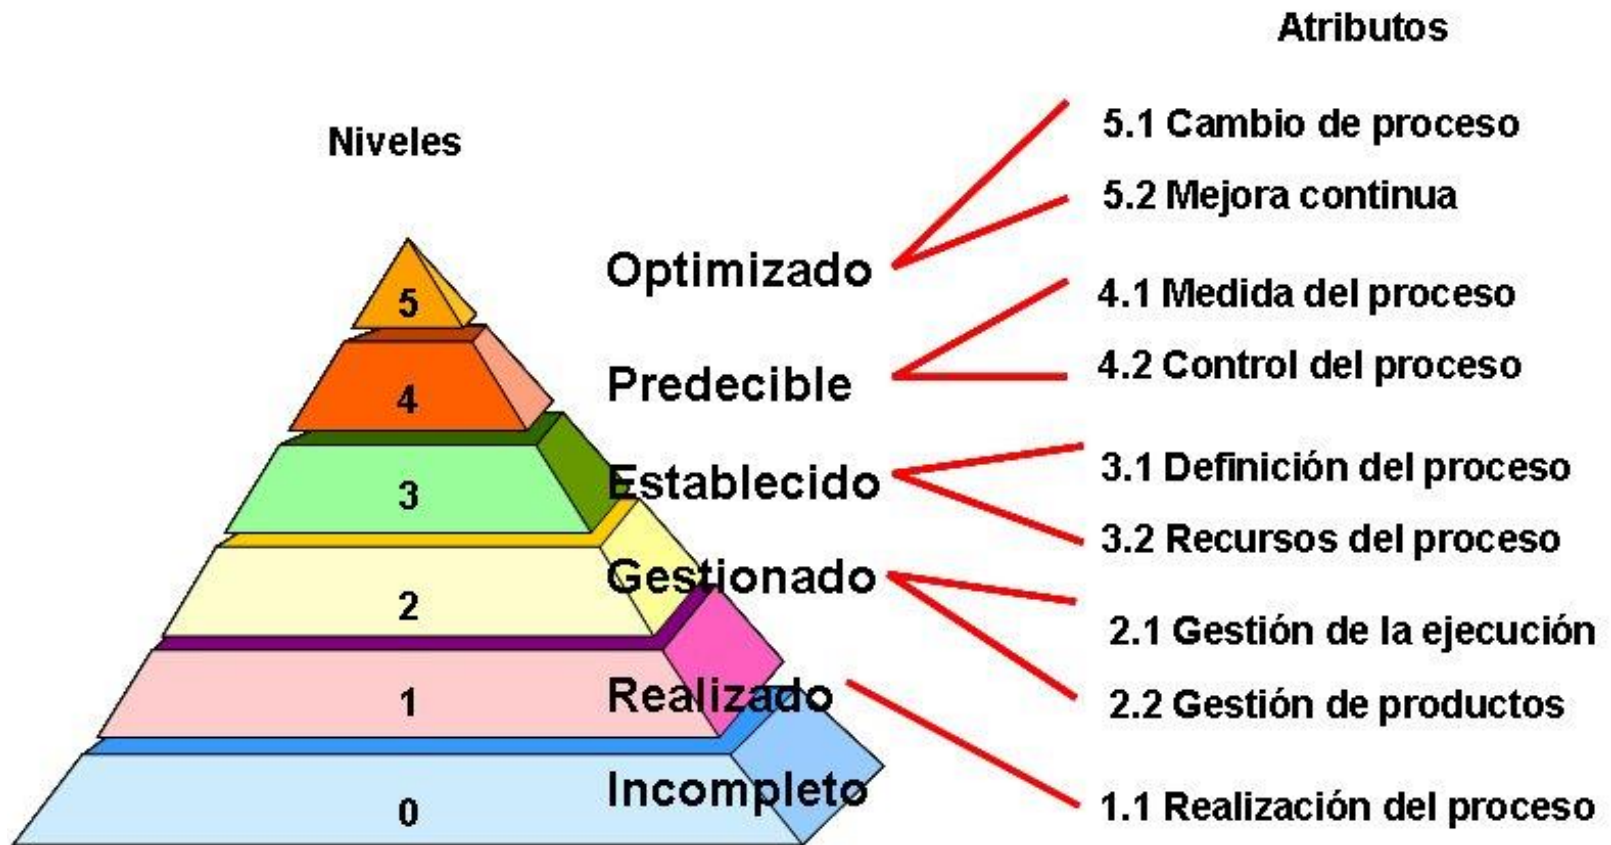 Atributos
Niveles
5.1 Cambio de proceso
5.2 Mejora continua
5
Optimizado
4.1 Medida del proceso
4.2 Control del proceso
4
Predecible
3.1 Definición del proceso
3
Establecido
3.2 Recursos del proceso
2
Gestionado
2.1 Gestión de la ejecución
2.2 Gestión de productos
1
Realizado
0
Incompleto
1.1 Realización del proceso